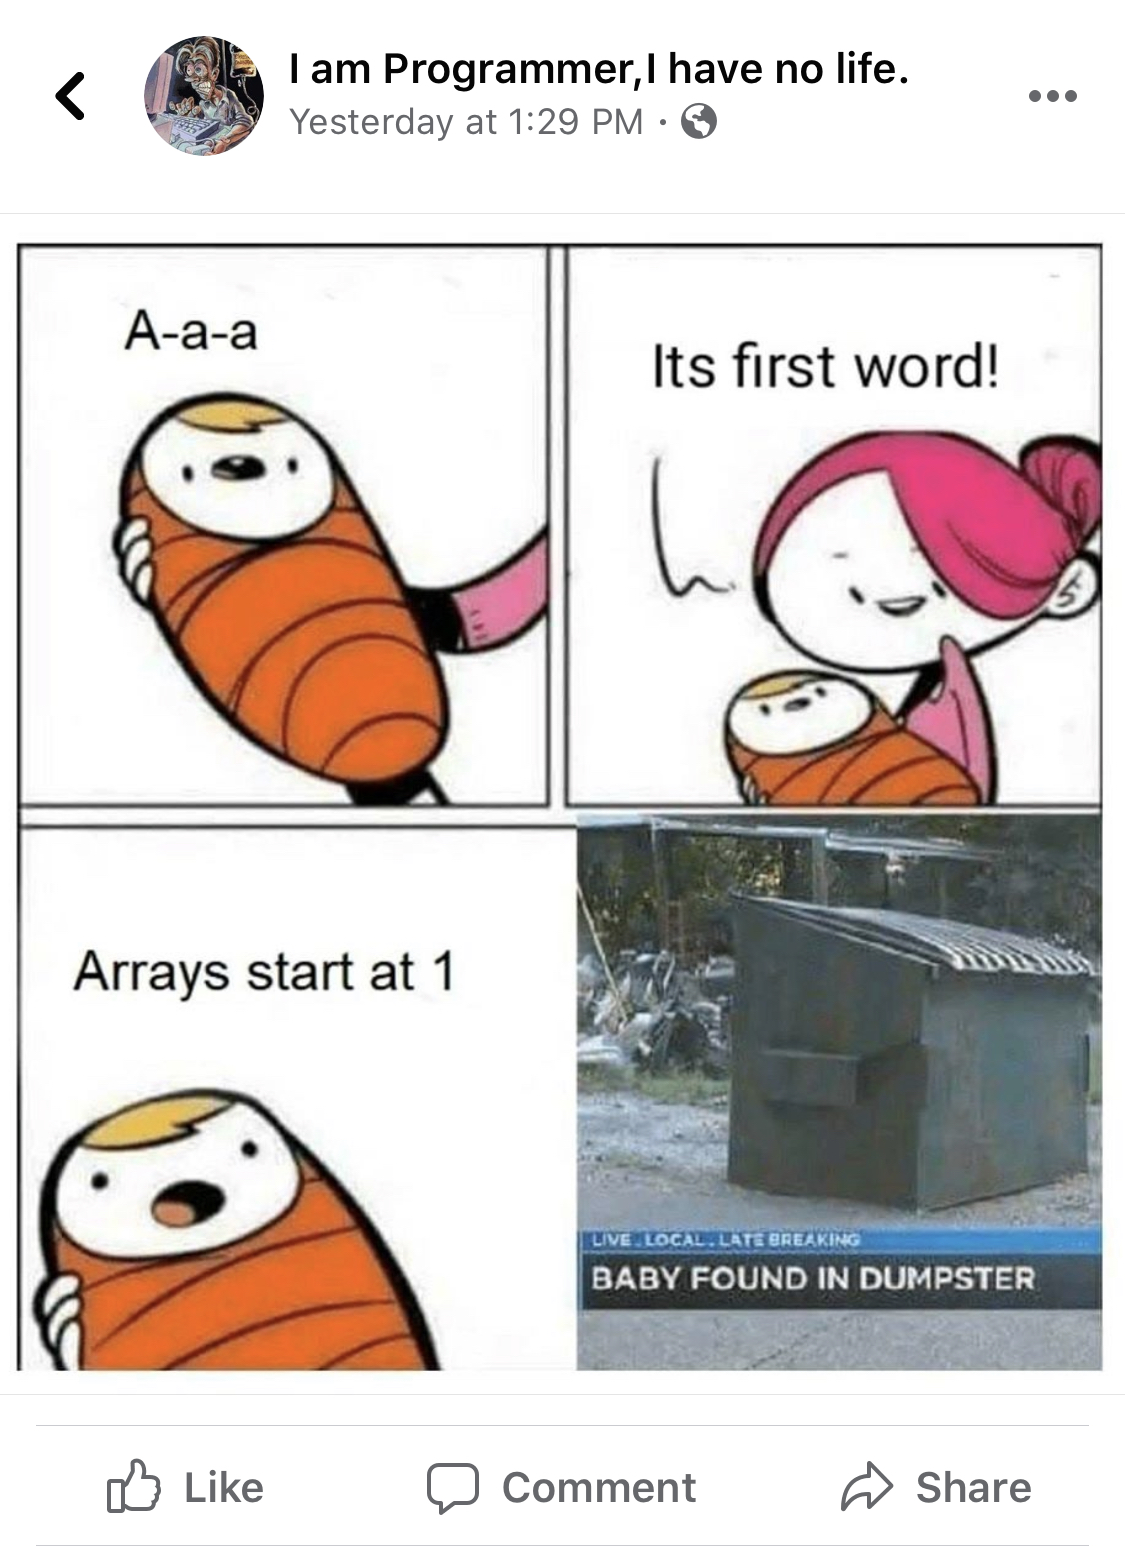 I am Programmer,I have no life.
Yesterday at 1:29 PM ·
A-a-a
Its first word!
Arrays start at 1
LIVE . LOCAL . LATE BREAKING
BABY FOUND IN DUMPSTER
Like
Comment
Share